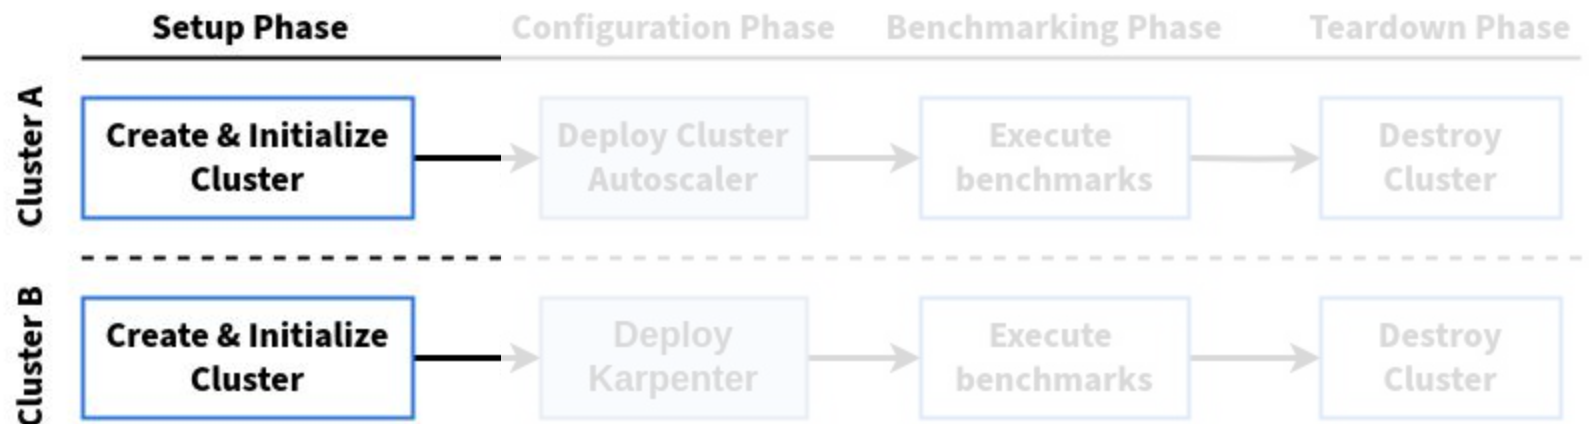 Setup Phase Configuration Phase Benchmarking Phase Teardown Phase
Cluster A
Create & Initialize
Cluster
Deploy Cluster
Autoscaler
Execute
benchmarks
Destroy
Cluster
Cluster B
Create & Initialize
Cluster
Deploy
Karpenter
Execute
benchmarks
Destroy
Cluster